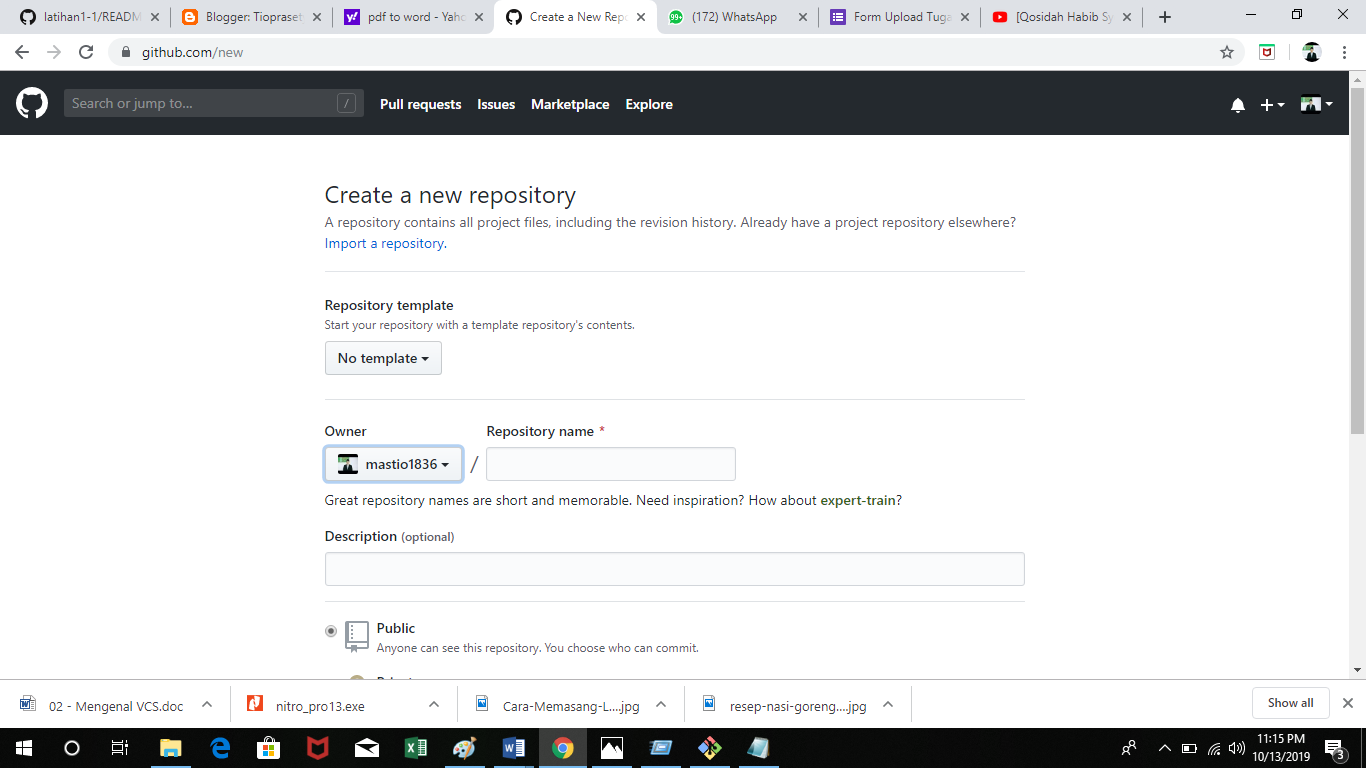 latihan1-1/READM
Blogger: Tiopraset
pdf to word - Yaho
Create a New Repo
99+
(172) WhatsApp
Form Upload Tuga
[Qosidah Habib Sy
github.com/new
Search or jump to...
/
Pull requests
Issues
Marketplace
Explore
Create a new repository
A repository contains all project files, including the revision history. Already have a project repository elsewhere?
Import a repository.
Repository template
Start your repository with a template repository's contents.
No template
Owner
Repository name *
mastio1836
/
Great repository names are short and memorable. Need inspiration? How about expert-train?
Description (optional)
Public
Anyone can see this repository. You choose who can commit.
02 - Mengenal VCS.doc
nitro_pro13.exe
Cara-Memasang-L....jpg
resep-nasi-goreng....jpg
Show all
11:15 PM
10/13/2019
3